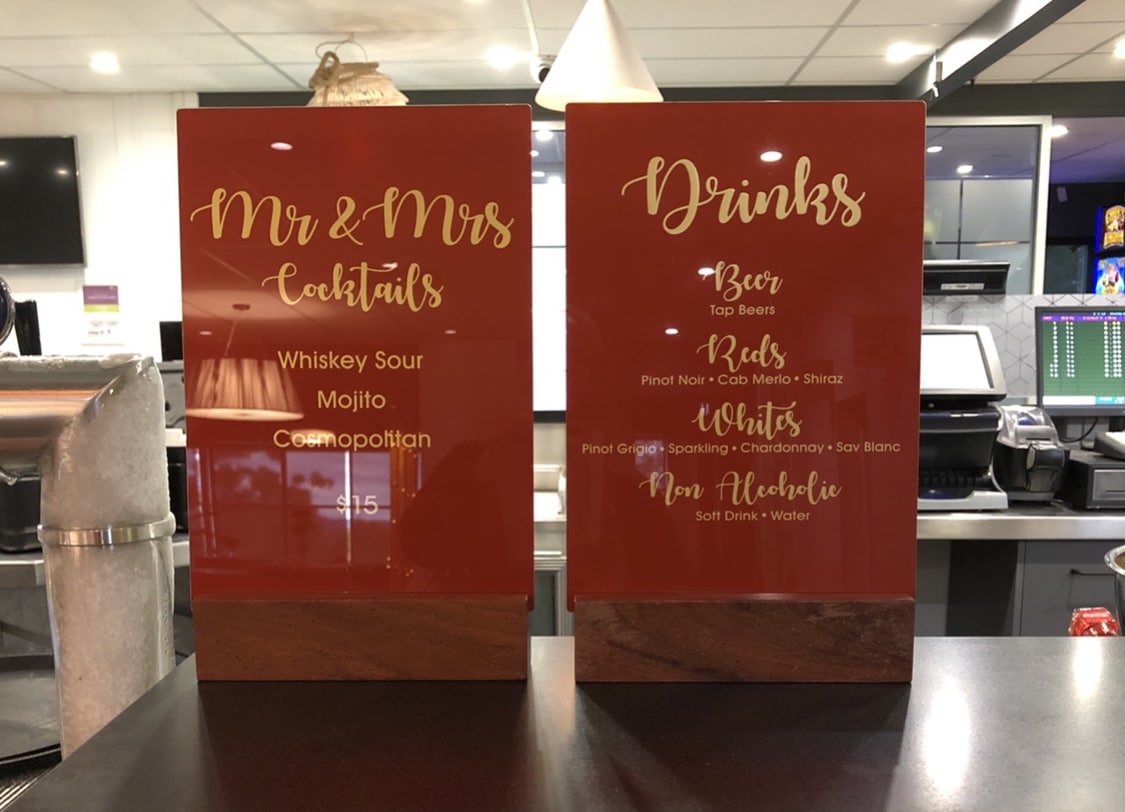 Mr & Mrs
Cocktails
Whiskey Sour
Mojito
Cosmopolitan
$15
Drinks
Beer
Tap Beers
Reds
Pinot Noir • Cab Merlo • Shiraz
Whites
Pinot Grigio • Sparkling • Chardonnay • Sav Blanc
Non Alcoholic
Soft Drink • Water